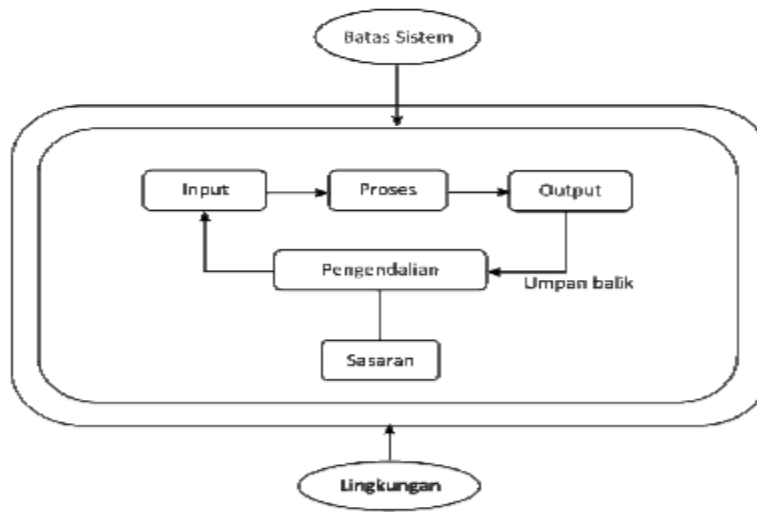 Batas Sistem
Input
Proses
Output
Pengendalian
Umpan balik
Sasaran
Lingkungan